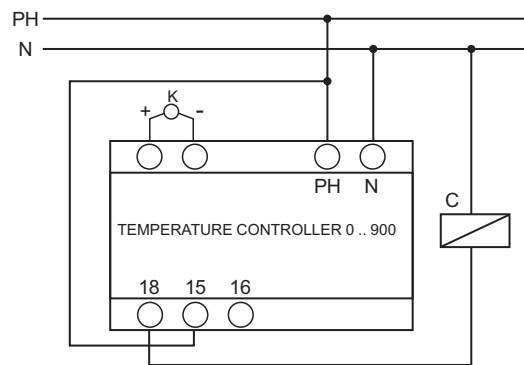 PH
N
K
+ -
PH N
C
TEMPERATURE CONTROLLER 0 .. 900
18 15 16